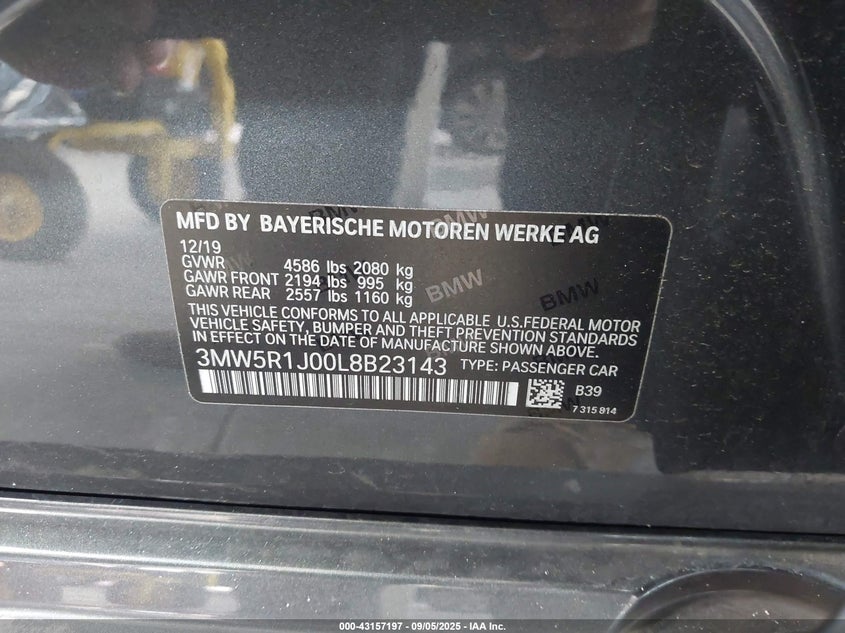 MFD BY BAYERISCHE MOTOREN WERKE AG
12/19
GVWR 4586 lbs 2080 kg
GAWR FRONT 2194 lbs 995 kg
GAWR REAR 2557 lbs 1160 kg
THIS VEHICLE CONFORMS TO ALL APPLICABLE U.S.FEDERAL MOTOR
VEHICLE SAFETY, BUMPER AND THEFT PREVENTION STANDARDS
IN EFFECT ON THE DATE OF MANUFACTURE SHOWN ABOVE.
3MW5R1J00L8B23143 TYPE: PASSENGER CAR
B39
7 315 814
BMW
BMW
BMW
000-43157197 - 09/05/2025 - IAA Inc.